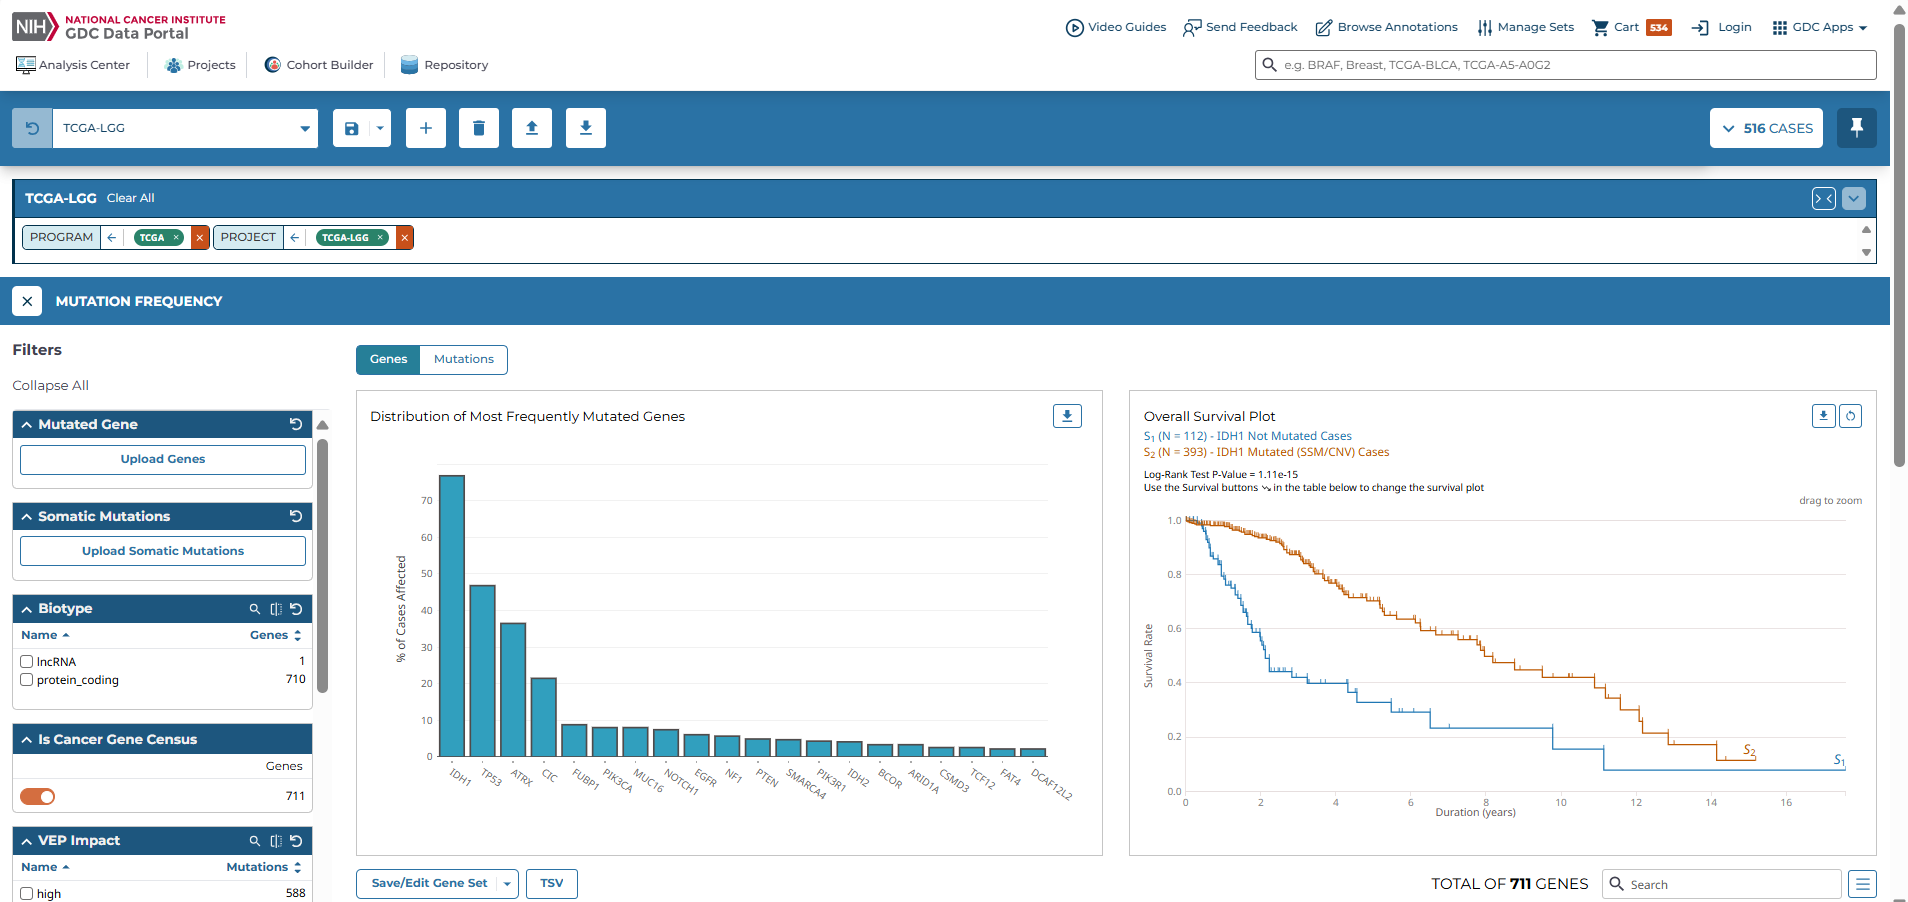 NIH NATIONAL CANCER INSTITUTE
GDC Data Portal
Video Guides Send Feedback Browse Annotations Manage Sets Cart 534 Login GDC Apps
Analysis Center Projects Cohort Builder Repository
e.g. BRAF, Breast, TCGA-BLCA, TCGA-A5-A0G2
TCGA-LGG
516 CASES
TCGA-LGG Clear All
PROGRAM TCGA PROJECT TCGA-LGG
MUTATION FREQUENCY
Filters
Collapse All
Mutated Gene
Upload Genes
Somatic Mutations
Upload Somatic Mutations
Biotype
Name Genes
lncRNA 1
protein_coding 710
Is Cancer Gene Census
Genes
711
VEP Impact
Name Mutations
high 588
Genes Mutations
Distribution of Most Frequently Mutated Genes
% of Cases Affected
70
60
50
40
30
20
10
0
IDH1 TP53 ATRX CIC FUBP1 PIK3CA MUC16 NOTCH1 EGFR NF1 PTEN SMARCA4 PIK3R1 IDH2 BCOR ARID1A CSMD3 TCF12 FAT4 DCAF12L2
Overall Survival Plot
S1 (N = 112) - IDH1 Not Mutated Cases
S2 (N = 393) - IDH1 Mutated (SSM/CNV) Cases
Log-Rank Test P-Value = 1.11e-15
Use the Survival buttons in the table below to change the survival plot
drag to zoom
Survival Rate
1.0
0.8
0.6
0.4
0.2
0.0
S2
S1
0 2 4 6 8 10 12 14 16
Duration (years)
Save/Edit Gene Set TSV
TOTAL OF 711 GENES Search